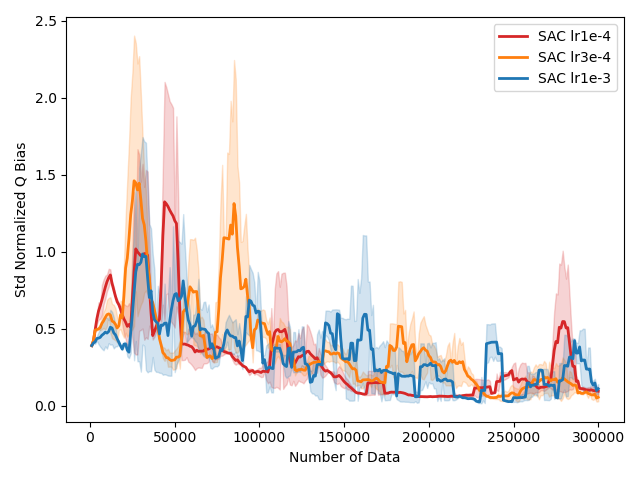 2.5
2.0
1.5
1.0
0.5
0.0
Std Normalized Q Bias
SAC lr1e-4
SAC lr3e-4
SAC lr1e-3
0 50000 100000 150000 200000 250000 300000
Number of Data